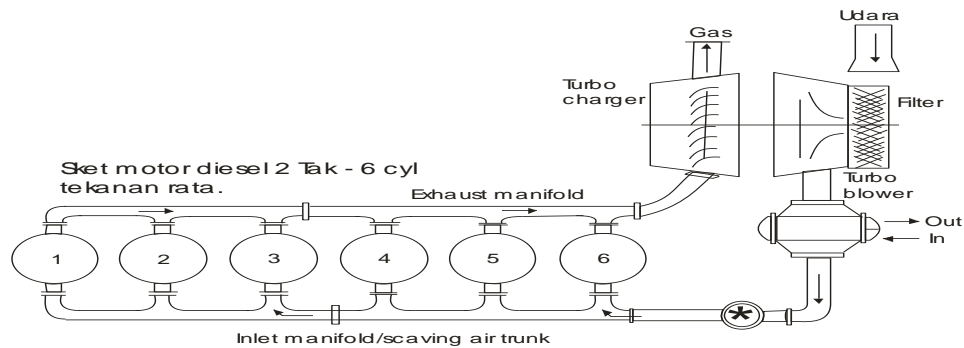 Udara
Gas
Turbo
charger
Filter
Sket motor diesel 2 Tak - 6 cyl
tekanan rata.
Exhaust manifold
Turbo
blower
Out
In
1 2 3 4 5 6
*
Inlet manifold/scaving air trunk